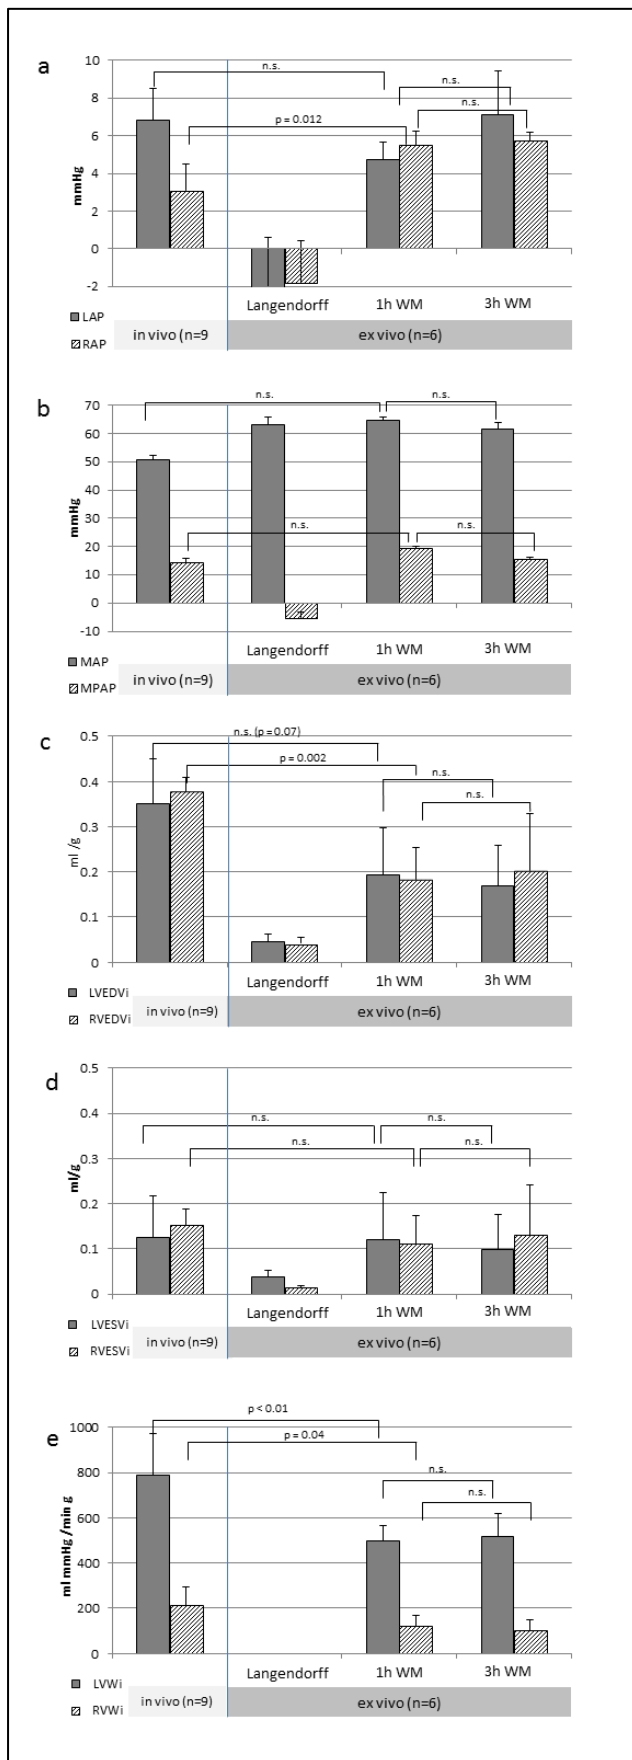 a
n.s.
n.s.
n.s.
p = 0.012
10
8
6
4
2
0
-2
mmHg
Langendorff 1h WM 3h WM
LAP
RAP
in vivo (n=9
ex vivo (n=6)
b
n.s.
n.s.
n.s.
n.s.
70
60
50
40
30
20
10
0
-10
mmHg
Langendorff 1h WM 3h WM
MAP
MPAP
in vivo (n=9)
ex vivo (n=6)
c
n.s. (p = 0.07)
p = 0.002
n.s.
n.s.
0.5
0.4
0.3
0.2
0.1
0
ml /g
Langendorff 1h WM 3h WM
LVEDVi
RVEDVi
in vivo (n=9)
ex vivo (n=6)
d
n.s.
n.s.
n.s.
n.s.
0.5
0.4
0.3
0.2
0.1
0
ml/g
Langendorff 1h WM 3h WM
LVESVi
RVESVi
in vivo (n=9)
ex vivo (n=6)
e
p < 0.01
p = 0.04
n.s.
n.s.
1000
800
600
400
200
0
ml mmHg /min g
Langendorff 1h WM 3h WM
LVWi
RVWi
in vivo (n=9)
ex vivo (n=6)